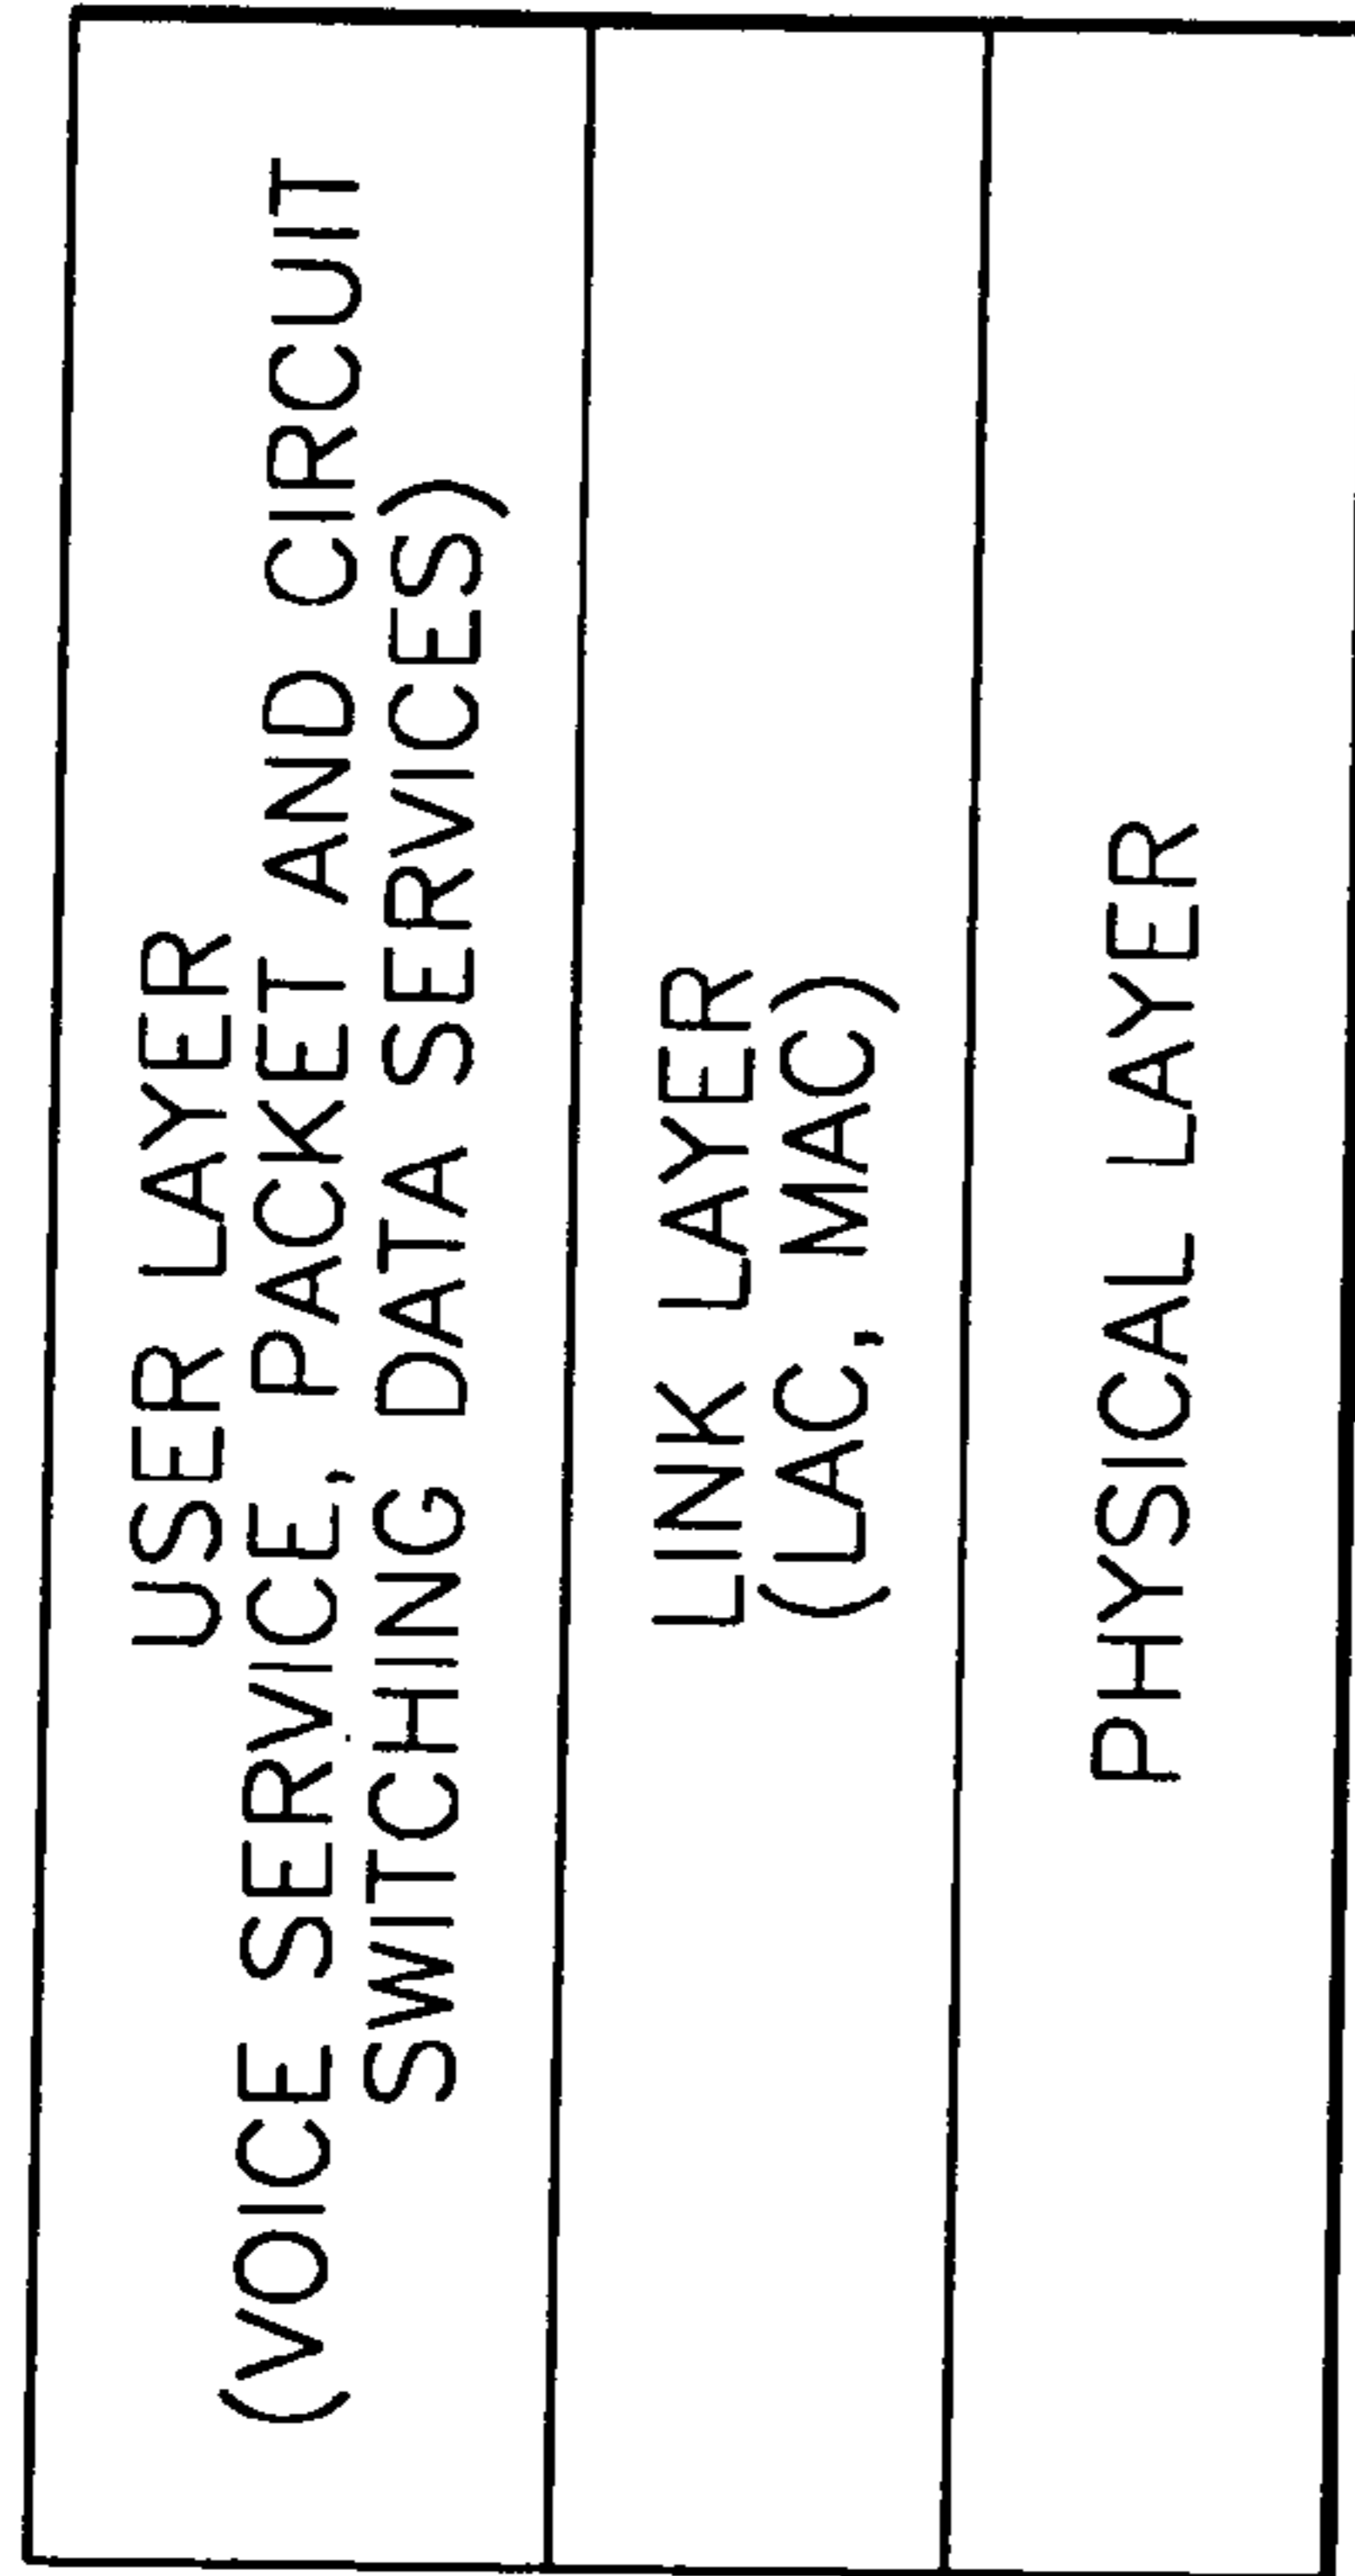 USER LAYER
(VOICE SERVICE, PACKET AND CIRCUIT
SWITCHING DATA SERVICES)
LINK LAYER
(LAC, MAC)
PHYSICAL LAYER